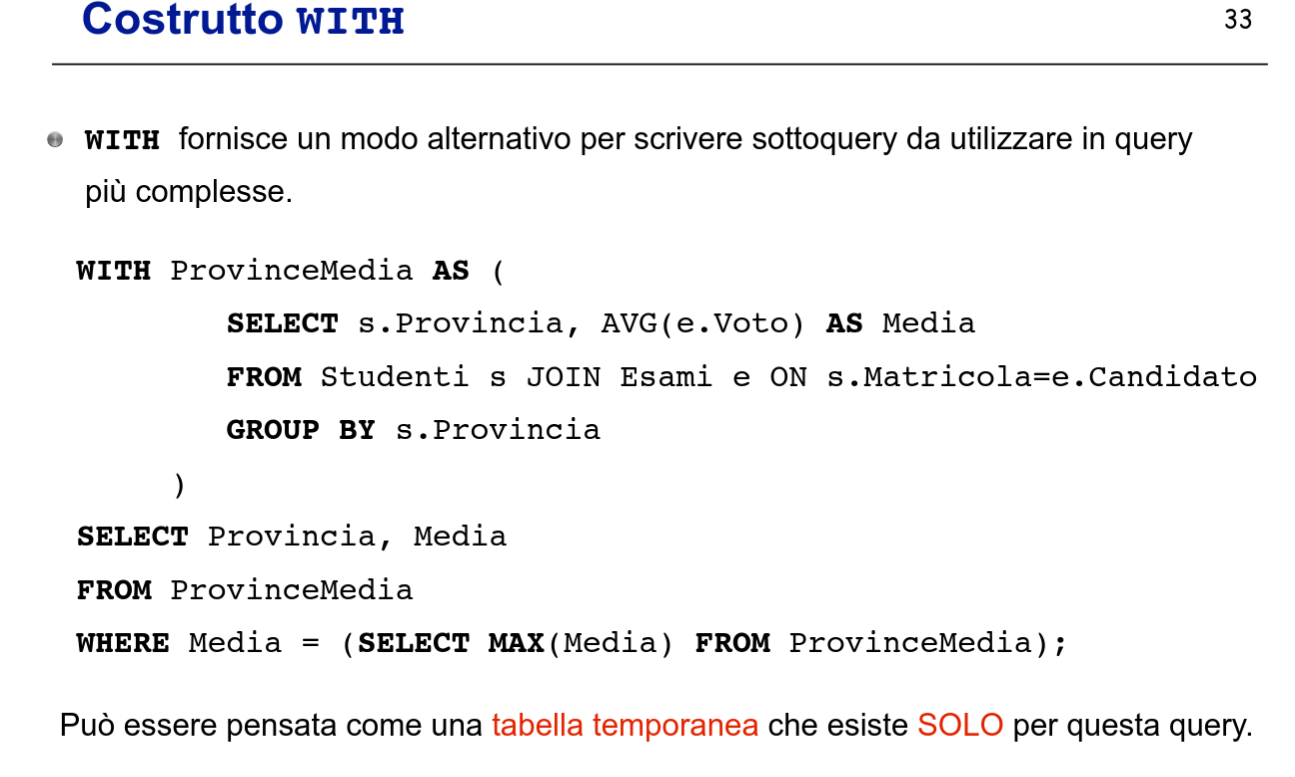 Costrutto WITH
33
WITH fornisce un modo alternativo per scrivere sottoquery da utilizzare in query
più complesse.
WITH ProvinceMedia AS (
SELECT s.Provincia, AVG(e.Voto) AS Media
FROM Studenti s JOIN Esami e ON s.Matricola=e.Candidato
GROUP BY s.Provincia
)
SELECT Provincia, Media
FROM ProvinceMedia
WHERE Media = (SELECT MAX(Media) FROM ProvinceMedia);
Può essere pensata come una tabella temporanea che esiste SOLO per questa query.